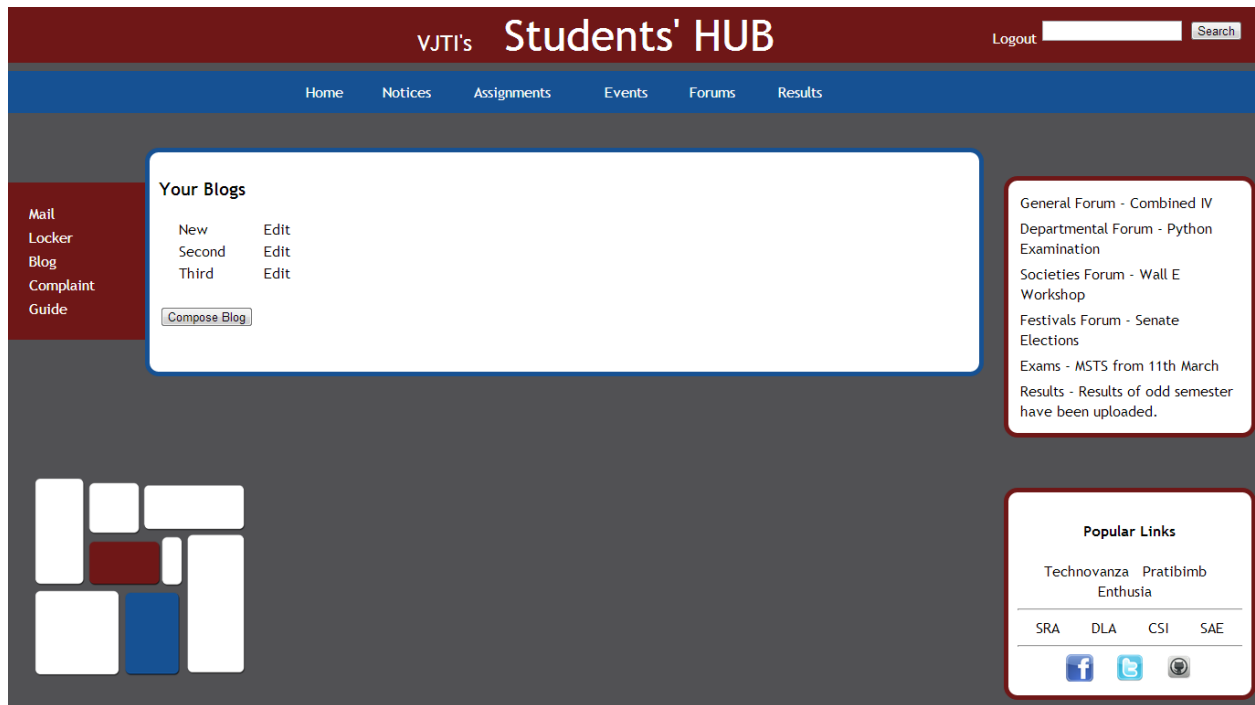 VJTI's Students' HUB
Logout Search
Home Notices Assignments Events Forums Results
Mail
Locker
Blog
Complaint
Guide
Your Blogs
New Edit
Second Edit
Third Edit
Compose Blog
General Forum - Combined IV
Departmental Forum - Python
Examination
Societies Forum - Wall E
Workshop
Festivals Forum - Senate
Elections
Exams - MSTS from 11th March
Results - Results of odd semester
have been uploaded.
Popular Links
Technovanza Pratibimb
Enthusia
SRA DLA CSI SAE